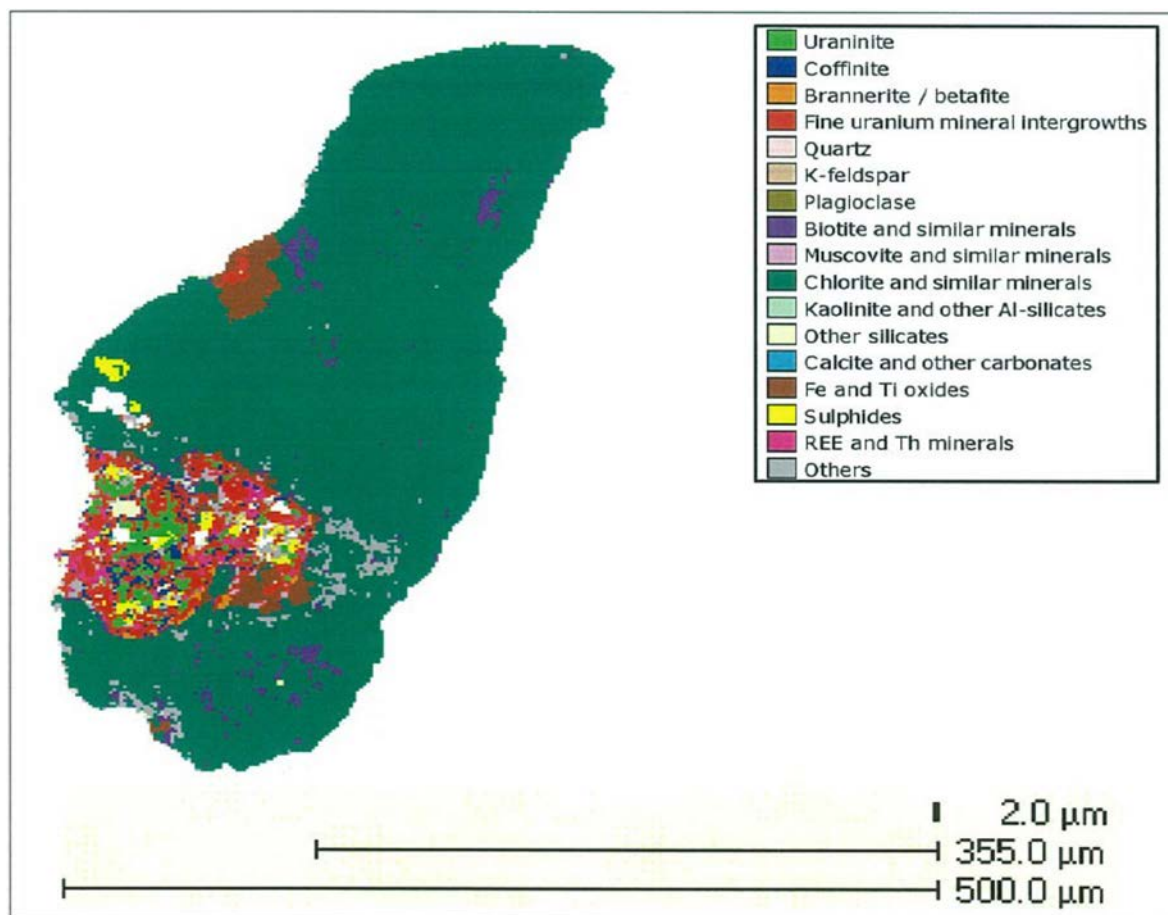 Uraninite
Coffinite
Brannerite / betafite
Fine uranium mineral intergrowths
Quartz
K-feldspar
Plagioclase
Biotite and similar minerals
Muscovite and similar minerals
Chlorite and similar minerals
Kaolinite and other Al-silicates
Other silicates
Calcite and other carbonates
Fe and Ti oxides
Sulphides
REE and Th minerals
Others
2.0 μm
355.0 μm
500.0 μm